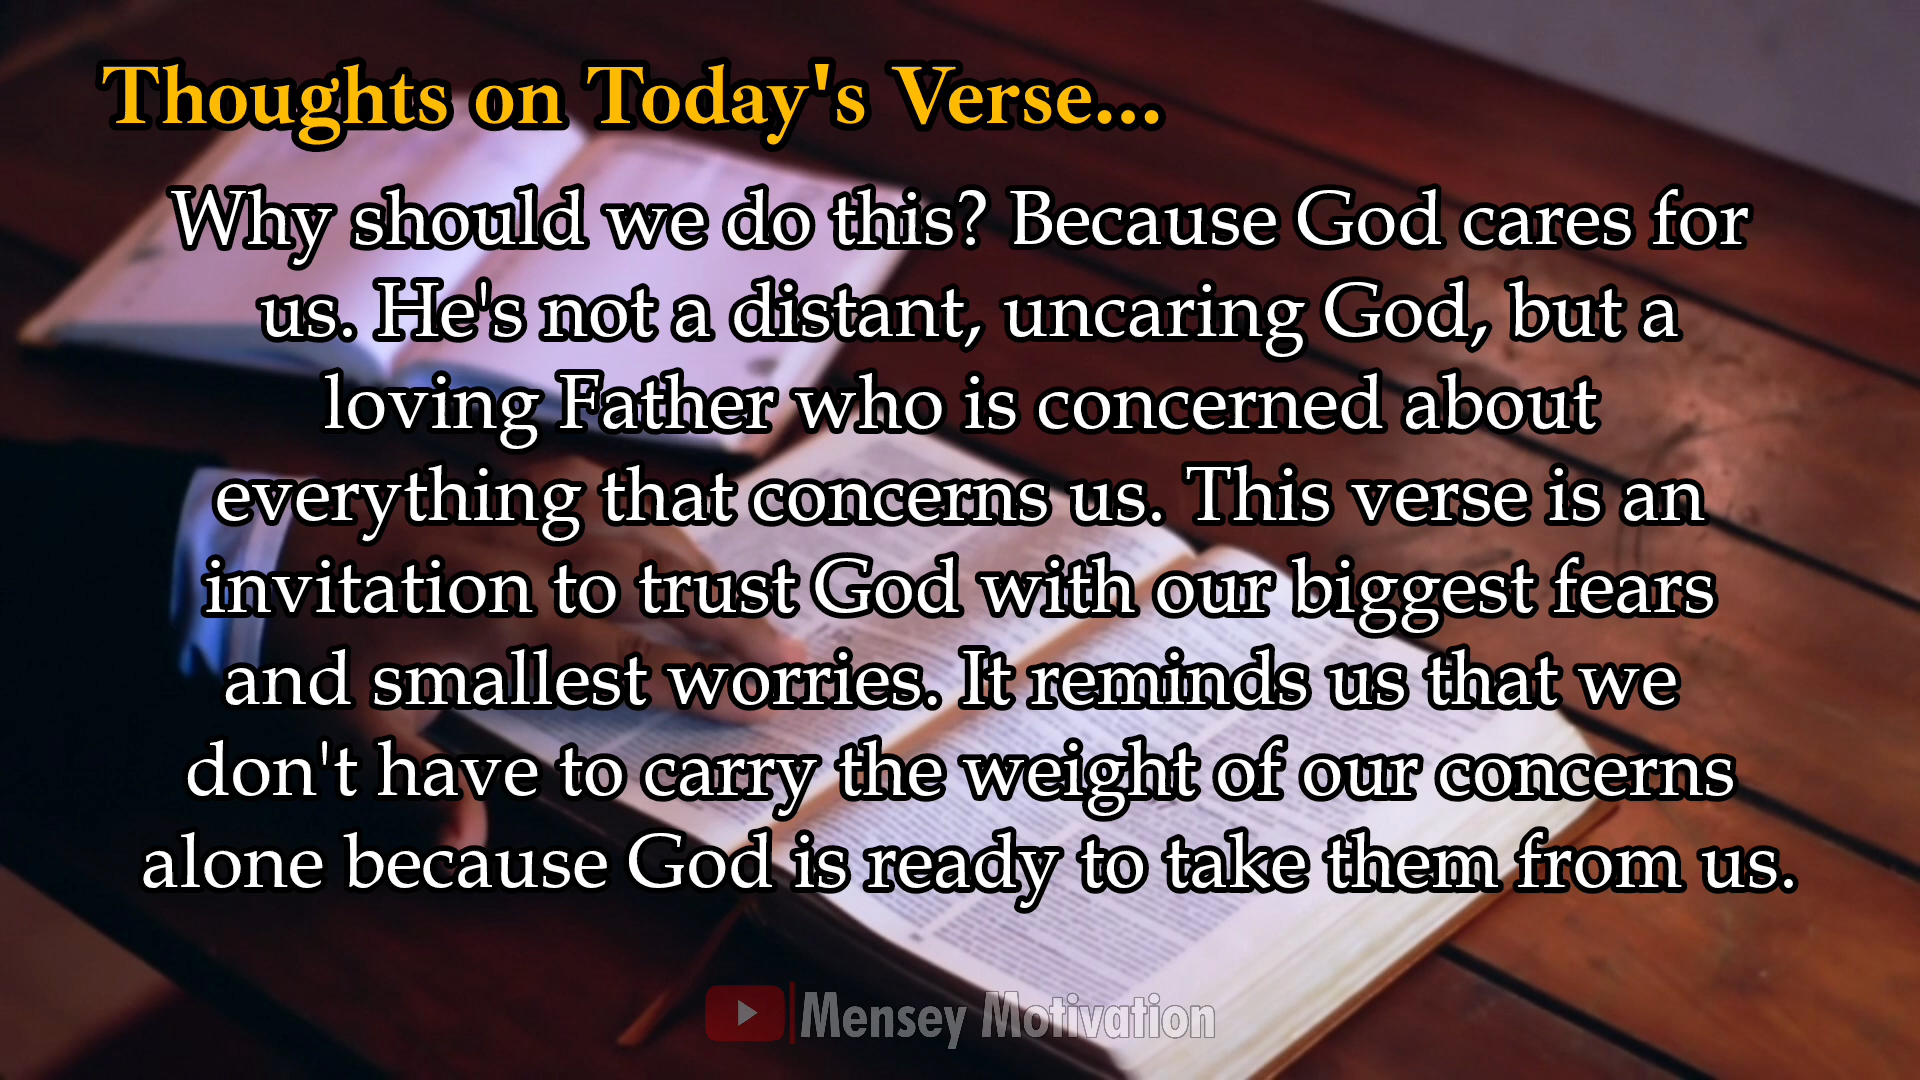 Thoughts on Today's Verse...
Why should we do this? Because God cares for
us. He's not a distant, uncaring God, but a
loving Father who is concerned about
everything that concerns us. This verse is an
invitation to trust God with our biggest fears
and smallest worries. It reminds us that we
don't have to carry the weight of our concerns
alone because God is ready to take them from us.
Mensey Motivation